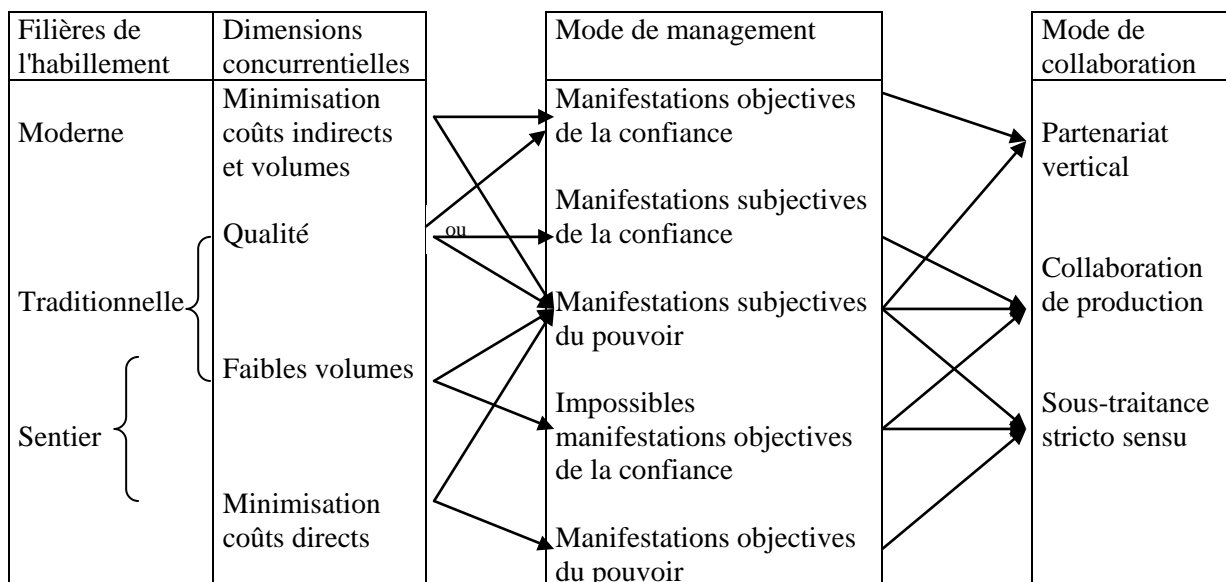 Filières de
l'habillement
Dimensions
concurrentielles
Mode de management
Mode de
collaboration
Moderne
Traditionnelle
Sentier
Minimisation
coûts indirects
et volumes
Qualité
Faibles volumes
Minimisation
coûts directs
ou
Manifestations objectives
de la confiance
Manifestations subjectives
de la confiance
Manifestations subjectives
du pouvoir
Impossibles
manifestations objectives
de la confiance
Manifestations objectives
du pouvoir
Partenariat
vertical
Collaboration
de production
Sous-traitance
stricto sensu